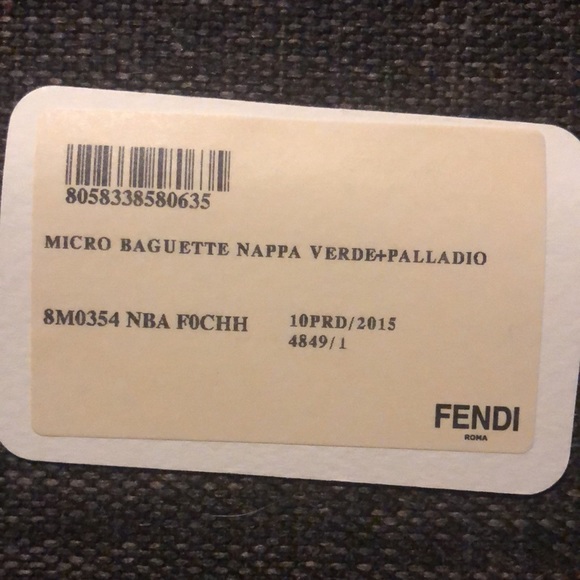 8058338580635
MICRO BAGUETTE NAPPA VERDE+PALLADIO
8M0354 NBA F0CHH 10PRD/2015
4849/1
FENDI
ROMA